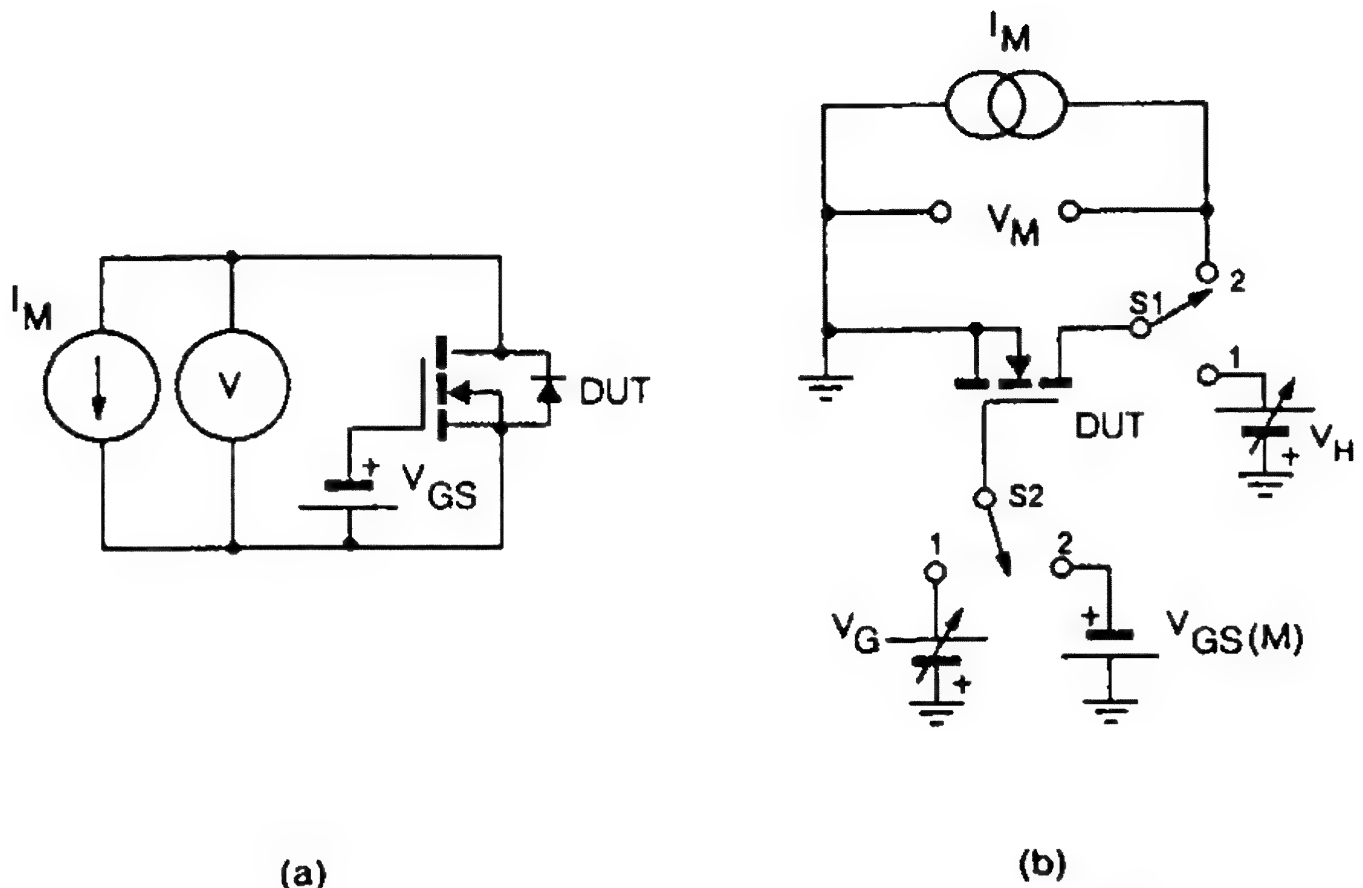 I_M
V
DUT
+
V_GS
(a)
I_M
V_M
S1
2
1
DUT
V_H
+
S2
1
2
V_G
+
+
V_GS(M)
(b)